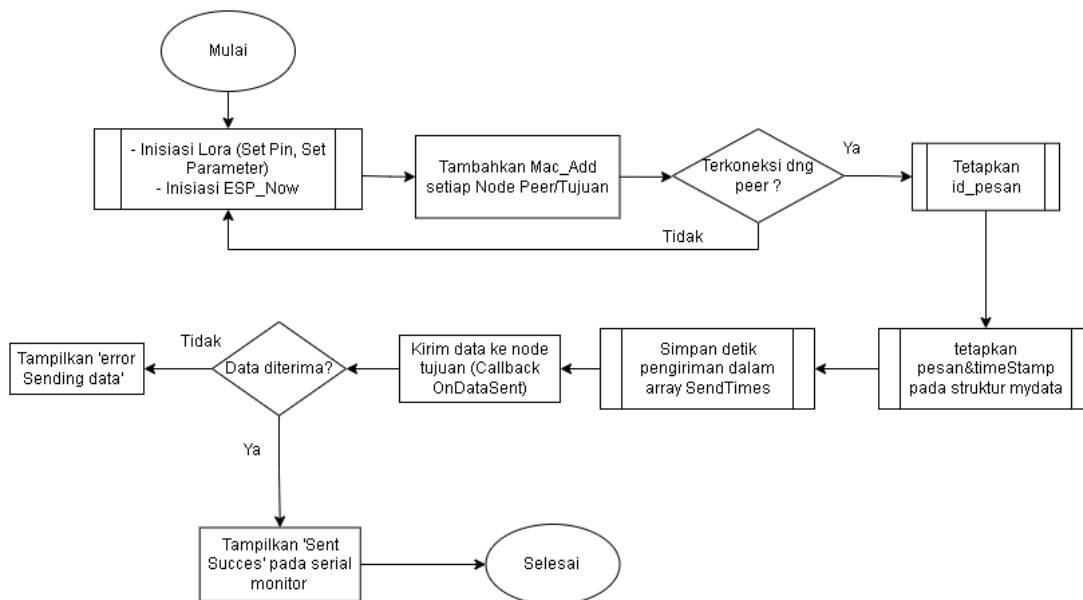 Mulai
- Inisiasi Lora (Set Pin, Set
Parameter)
- Inisiasi ESP_Now
Tambahkan Mac_Add
setiap Node Peer/Tujuan
Terkoneksi dng
peer ?
Ya
Tetapkan
id_pesan
Tidak
Tidak
Tampilkan 'error
Sending data'
Data diterima?
Kirim data ke node
tujuan (Callback
OnDataSent)
Simpan detik
pengiriman dalam
array SendTimes
tetapkan
pesan&timeStamp
pada struktur mydata
Ya
Tampilkan 'Sent
Succes' pada serial
monitor
Selesai